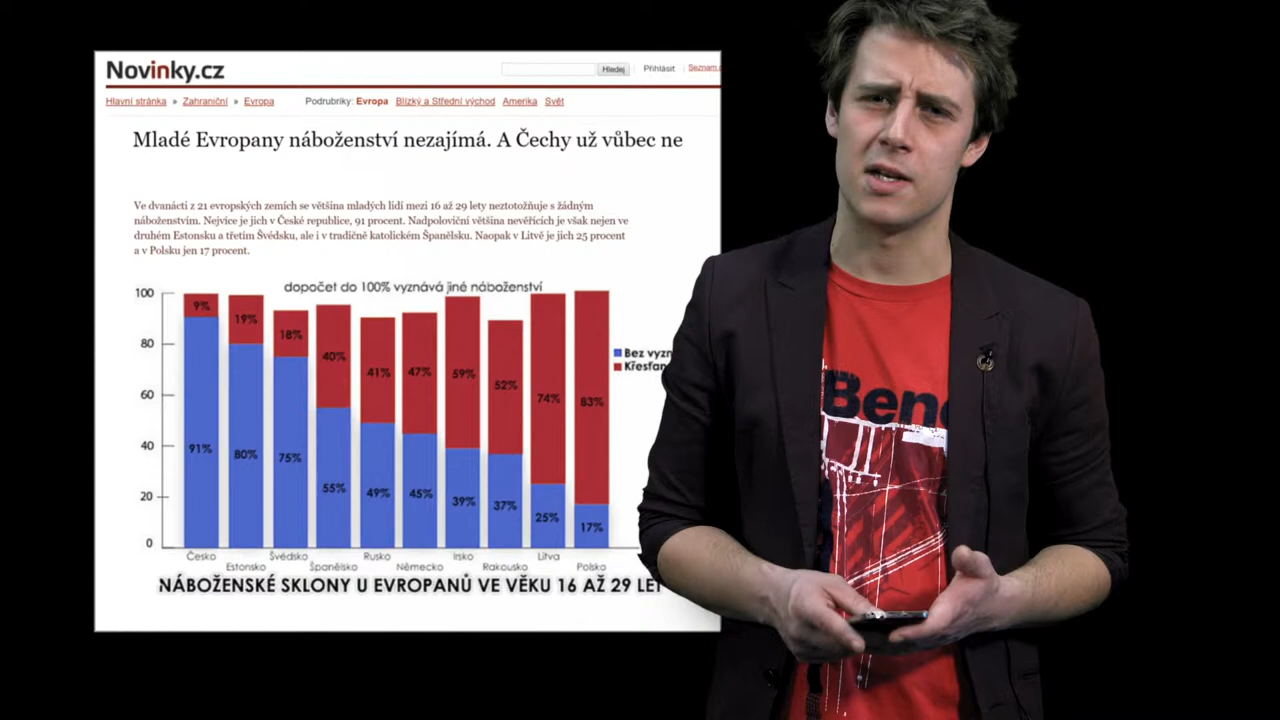 Novinky.cz
Hledej
Přihlásit
Hlavní stránka » Zahraniční » Evropa
Podrubriky: Evropa Blízký a Střední východ Amerika Svět
Mladé Evropany náboženství nezajímá. A Čechy už vůbec ne
Ve dvanácti z 21 evropských zemích se většina mladých lidí mezi 16 až 29 lety neztotožňuje s žádným
náboženstvím. Nejvíce je jich v České republice, 91 procent. Nadpoloviční většina nevěřících je však nejen ve
druhém Estonsku a třetím Švédsku, ale i v tradičně katolickém Španělsku. Naopak v Litvě je jich 25 procent
a v Polsku jen 17 procent.
dopočet do 100% vyznává jiné náboženství
100
80
60
40
20
0
9% 19% 18% 40% 41% 47% 59% 52% 74% 83%
91% 80% 75% 55% 49% 45% 39% 37% 25% 17%
Bez
Česko Estonsko Švédsko Španělsko Rusko Německo Irsko Rakousko Litva Polsko
NÁBOŽENSKÉ SKLONY U EVROPANŮ VE VĚKU 16 AŽ 29 LET